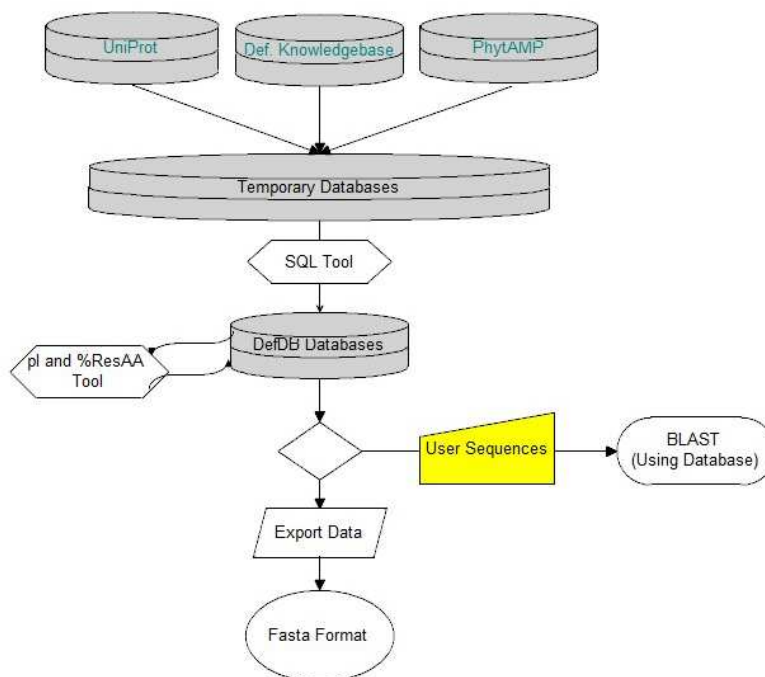 UniProt
Def. Knowledgebase
PhytAMP
Temporary Databases
SQL Tool
DefDB Databases
pI and %ResAA
Tool
User Sequences
BLAST
(Using Database)
Export Data
Fasta Format